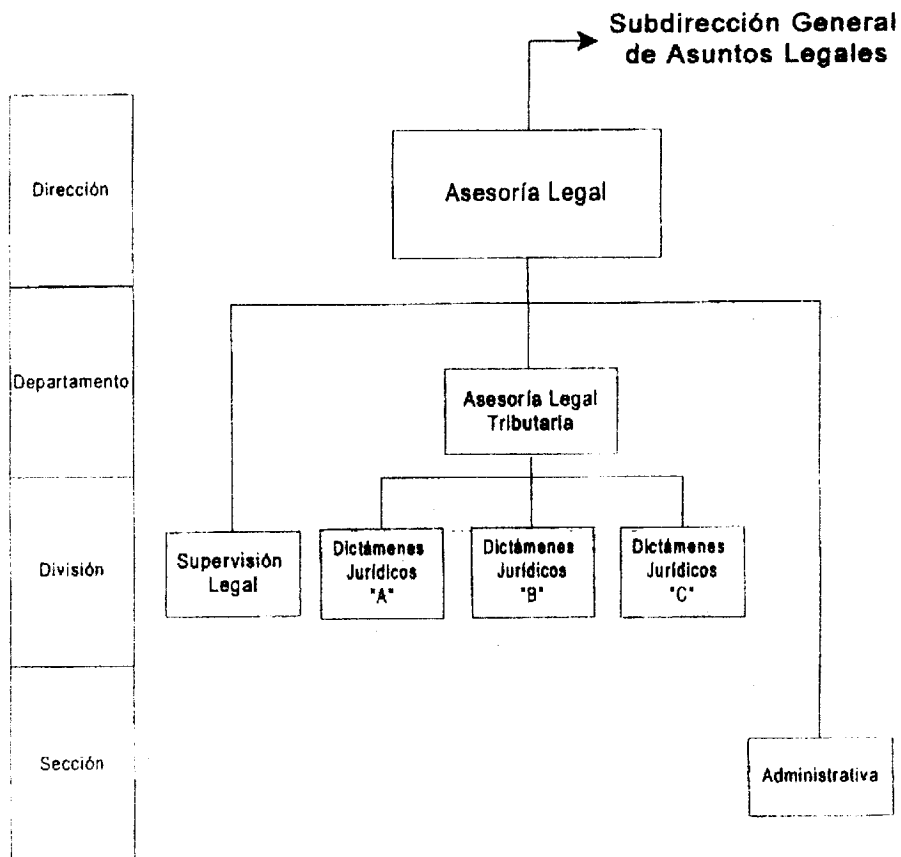 Subdirección General
de Asuntos Legales
Dirección
Asesoría Legal
Departamento
Asesoría Legal
Tributaria
División
Supervisión
Legal
Dictámenes
Jurídicos
"A"
Dictámenes
Jurídicos
"B"
Dictámenes
Jurídicos
"C"
Sección
Administrativa